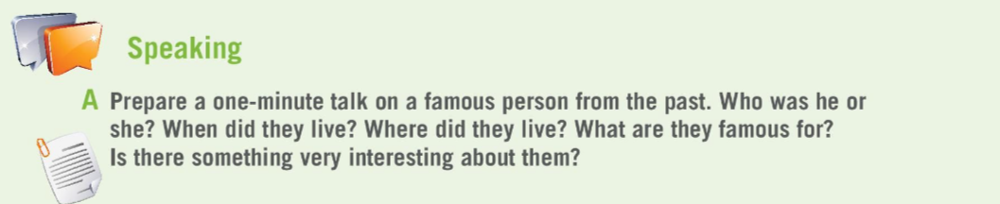 Speaking
A Prepare a one-minute talk on a famous person from the past. Who was he or
she? When did they live? Where did they live? What are they famous for?
Is there something very interesting about them?